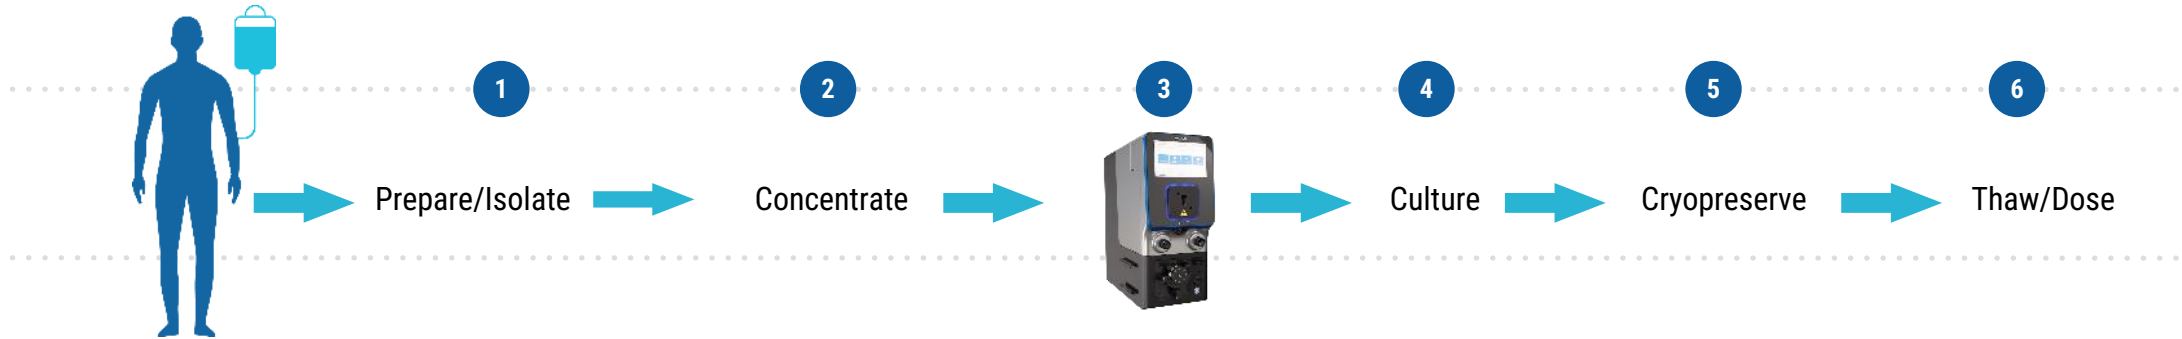 1
2
3
4
5
6
Prepare/Isolate
Concentrate
Culture
Cryopreserve
Thaw/Dose